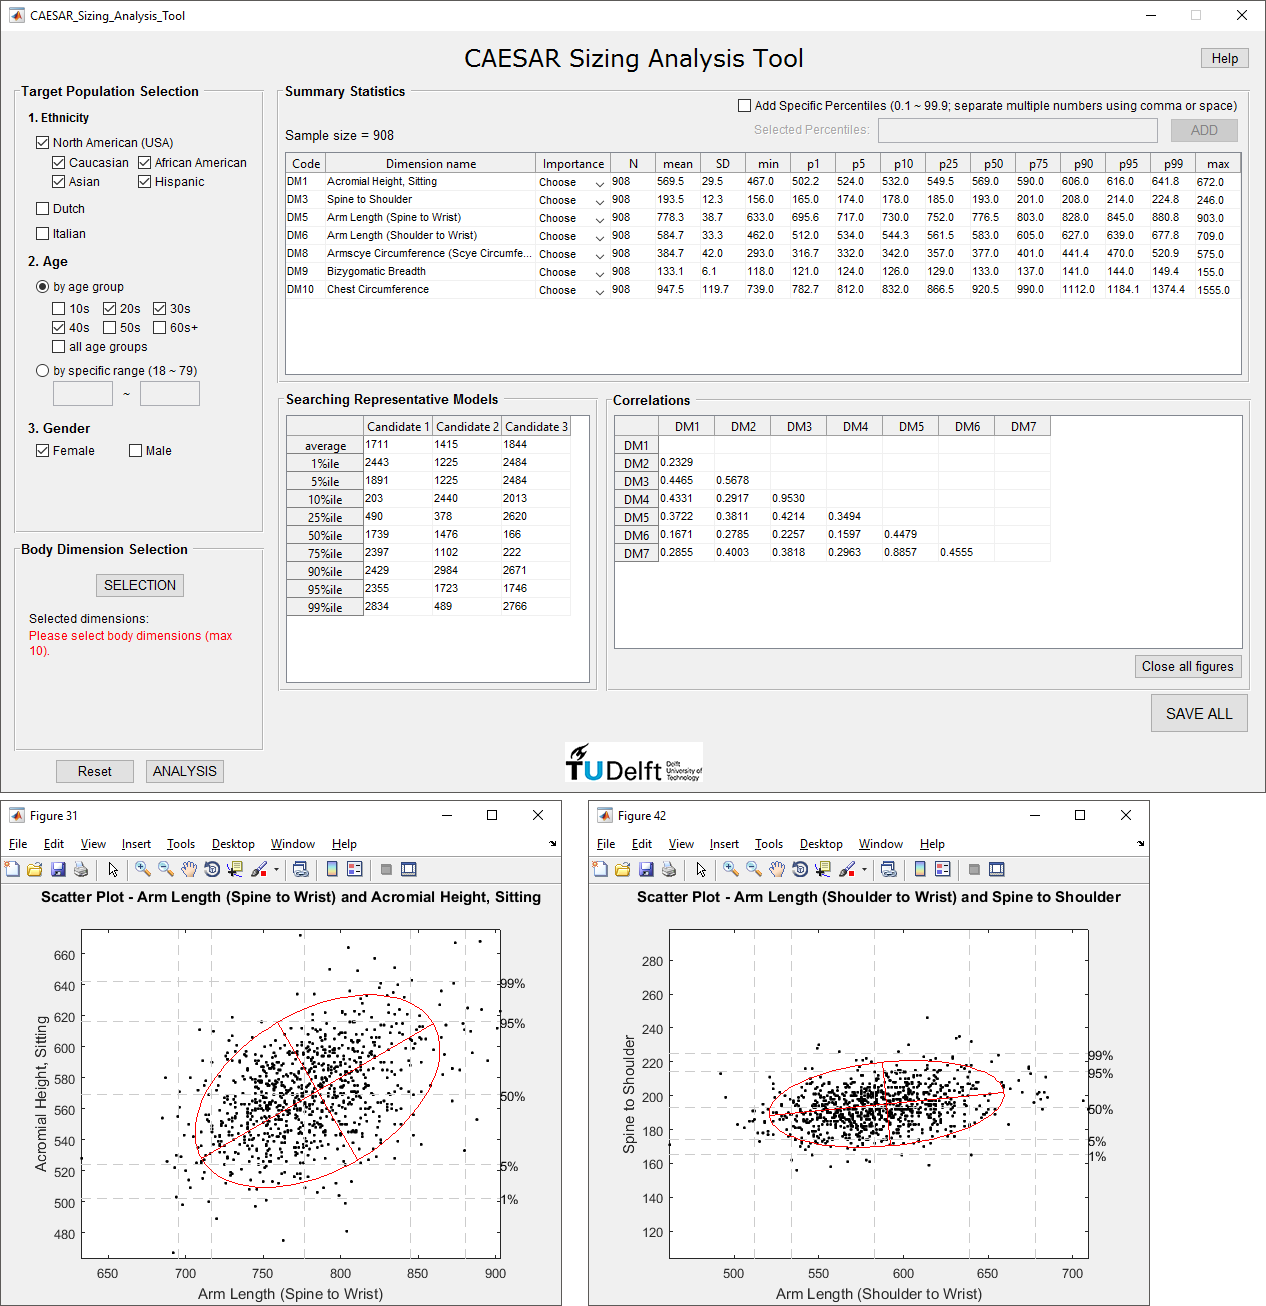 CAESAR_Sizing_Analysis_Tool
CAESAR Sizing Analysis Tool
Help
Target Population Selection
1. Ethnicity
North American (USA)
Caucasian African American
Asian Hispanic
Dutch
Italian
2. Age
by age group
10s 20s 30s
40s 50s 60s+
all age groups
by specific range (18 ~ 79)
~
3. Gender
Female Male
Body Dimension Selection
SELECTION
Selected dimensions:
Please select body dimensions (max
10).
Reset ANALYSIS
Summary Statistics
Add Specific Percentiles (0.1 ~ 99.9; separate multiple numbers using comma or space)
Selected Percentiles: ADD
Sample size = 908
Code Dimension name Importance N mean SD min p1 p5 p10 p25 p50 p75 p90 p95 p99 max
DM1 Acromial Height, Sitting Choose 908 569.5 29.5 467.0 502.2 524.0 532.0 549.5 569.0 590.0 606.0 616.0 641.8 672.0
DM3 Spine to Shoulder Choose 908 193.5 12.3 156.0 165.0 174.0 178.0 185.0 193.0 201.0 208.0 214.0 224.8 246.0
DM5 Arm Length (Spine to Wrist) Choose 908 778.3 38.7 633.0 695.6 717.0 730.0 752.0 776.5 803.0 828.0 845.0 880.8 903.0
DM6 Arm Length (Shoulder to Wrist) Choose 908 584.7 33.3 462.0 512.0 534.0 544.3 561.5 583.0 605.0 627.0 639.0 677.8 709.0
DM8 Armscye Circumference (Scye Circumfe... Choose 908 384.7 42.0 293.0 316.7 332.0 342.0 357.0 377.0 401.0 441.4 470.0 520.9 575.0
DM9 Bizygomatic Breadth Choose 908 133.1 6.1 118.0 121.0 124.0 126.0 129.0 133.0 137.0 141.0 144.0 149.4 155.0
DM10 Chest Circumference Choose 908 947.5 119.7 739.0 782.7 812.0 832.0 866.5 920.5 990.0 1112.0 1184.1 1374.4 1555.0
Searching Representative Models
Candidate 1 Candidate 2 Candidate 3
average 1711 1415 1844
1%ile 2443 1225 2484
5%ile 1891 1225 2484
10%ile 203 2440 2013
25%ile 490 378 2620
50%ile 1739 1476 166
75%ile 2397 1102 222
90%ile 2429 2984 2671
95%ile 2355 1723 1746
99%ile 2834 489 2766
Correlations
DM1 DM2 DM3 DM4 DM5 DM6 DM7
DM1
DM2 0.2329
DM3 0.4465 0.5678
DM4 0.4331 0.2917 0.9530
DM5 0.3722 0.3811 0.4214 0.3494
DM6 0.1671 0.2785 0.2257 0.1597 0.4479
DM7 0.2855 0.4003 0.3818 0.2963 0.8857 0.4555
Close all figures
SAVE ALL
TUDelft Delft University of Technology
Figure 31
File Edit View Insert Tools Desktop Window Help
Scatter Plot - Arm Length (Spine to Wrist) and Acromial Height, Sitting
Acromial Height, Sitting
660
640
620
600
580
560
540
520
500
480
99%
95%
50%
5%
1%
650 700 750 800 850 900
Arm Length (Spine to Wrist)
Figure 42
File Edit View Insert Tools Desktop Window Help
Scatter Plot - Arm Length (Shoulder to Wrist) and Spine to Shoulder
Spine to Shoulder
280
260
240
220
200
180
160
140
120
99%
95%
50%
5%
1%
500 550 600 650 700
Arm Length (Shoulder to Wrist)